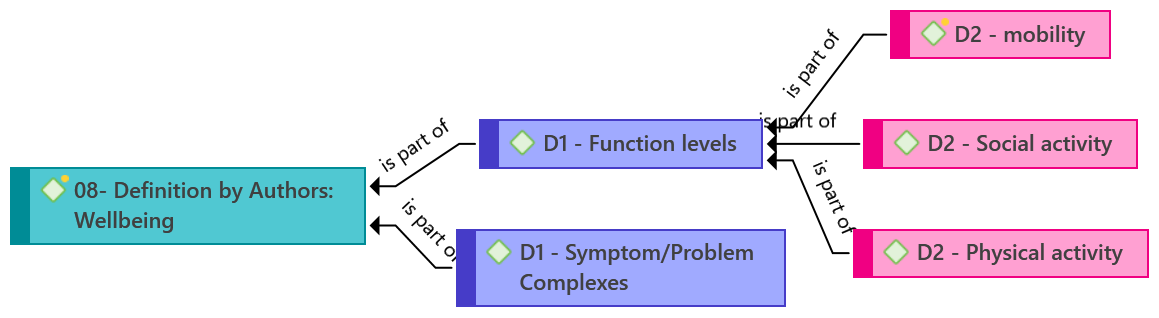 D2 - mobility
is part of
is part of
D1 - Function levels
D2 - Social activity
is part of
08- Definition by Authors:
Wellbeing
is part of
is part of
D1 - Symptom/Problem
Complexes
D2 - Physical activity